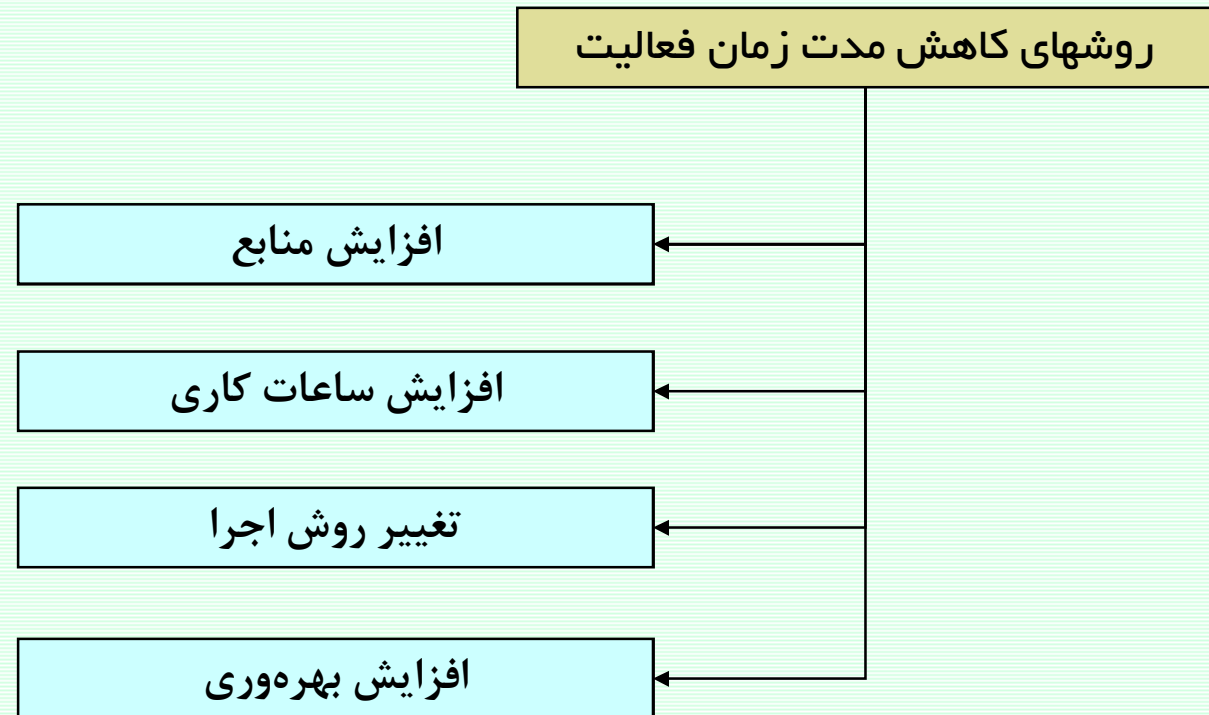 روشهای کاهش مدت زمان فعالیت
افزایش منابع
افزایش ساعات کاری
تغییر روش اجرا
افزایش بهره‌وری